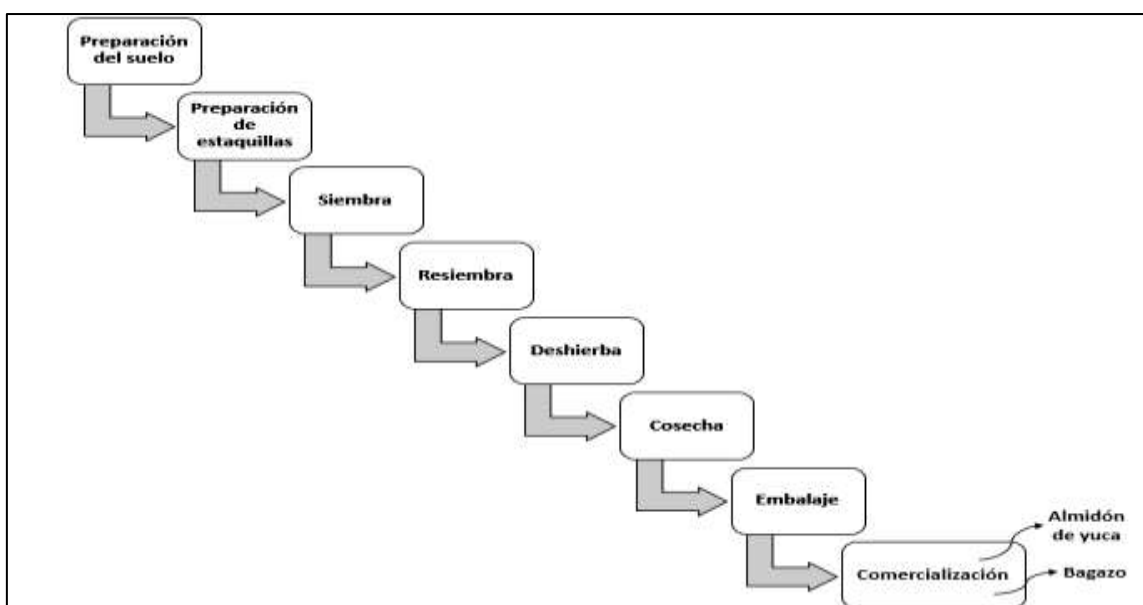 Preparación
del suelo
Preparación
de
estaquillas
Siembra
Resiembra
Deshierba
Cosecha
Embalaje
Almidón
de yuca
Comercialización
Bagazo